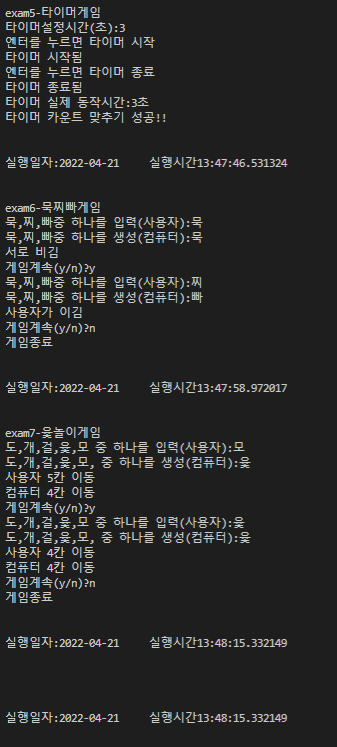 exam5-타이머게임
타이머설정시간(초):3
엔터를 누르면 타이머 시작
타이머 시작됨
엔터를 누르면 타이머 종료
타이머 종료됨
타이머 실제 동작시간:3초
타이머 카운트 맞추기 성공!!
실행일자:2022-04-21 실행시간13:47:46.531324
exam6-묵찌빠게임
묵,찌,빠중 하나를 입력(사용자):묵
묵,찌,빠중 하나를 생성(컴퓨터):묵
서로 비김
게임계속(y/n)?y
묵,찌,빠중 하나를 입력(사용자):찌
묵,찌,빠중 하나를 생성(컴퓨터):빠
사용자가 이김
게임계속(y/n)?n
게임종료
실행일자:2022-04-21 실행시간13:47:58.972017
exam7-윷놀이게임
도,개,걸,윷,모 중 하나를 입력(사용자):모
도,개,걸,윷,모, 중 하나를 생성(컴퓨터):윷
사용자 5칸 이동
컴퓨터 4칸 이동
게임계속(y/n)?y
도,개,걸,윷,모 중 하나를 입력(사용자):윷
도,개,걸,윷,모, 중 하나를 생성(컴퓨터):윷
사용자 4칸 이동
컴퓨터 4칸 이동
게임계속(y/n)?n
게임종료
실행일자:2022-04-21 실행시간13:48:15.332149
실행일자:2022-04-21 실행시간13:48:15.332149